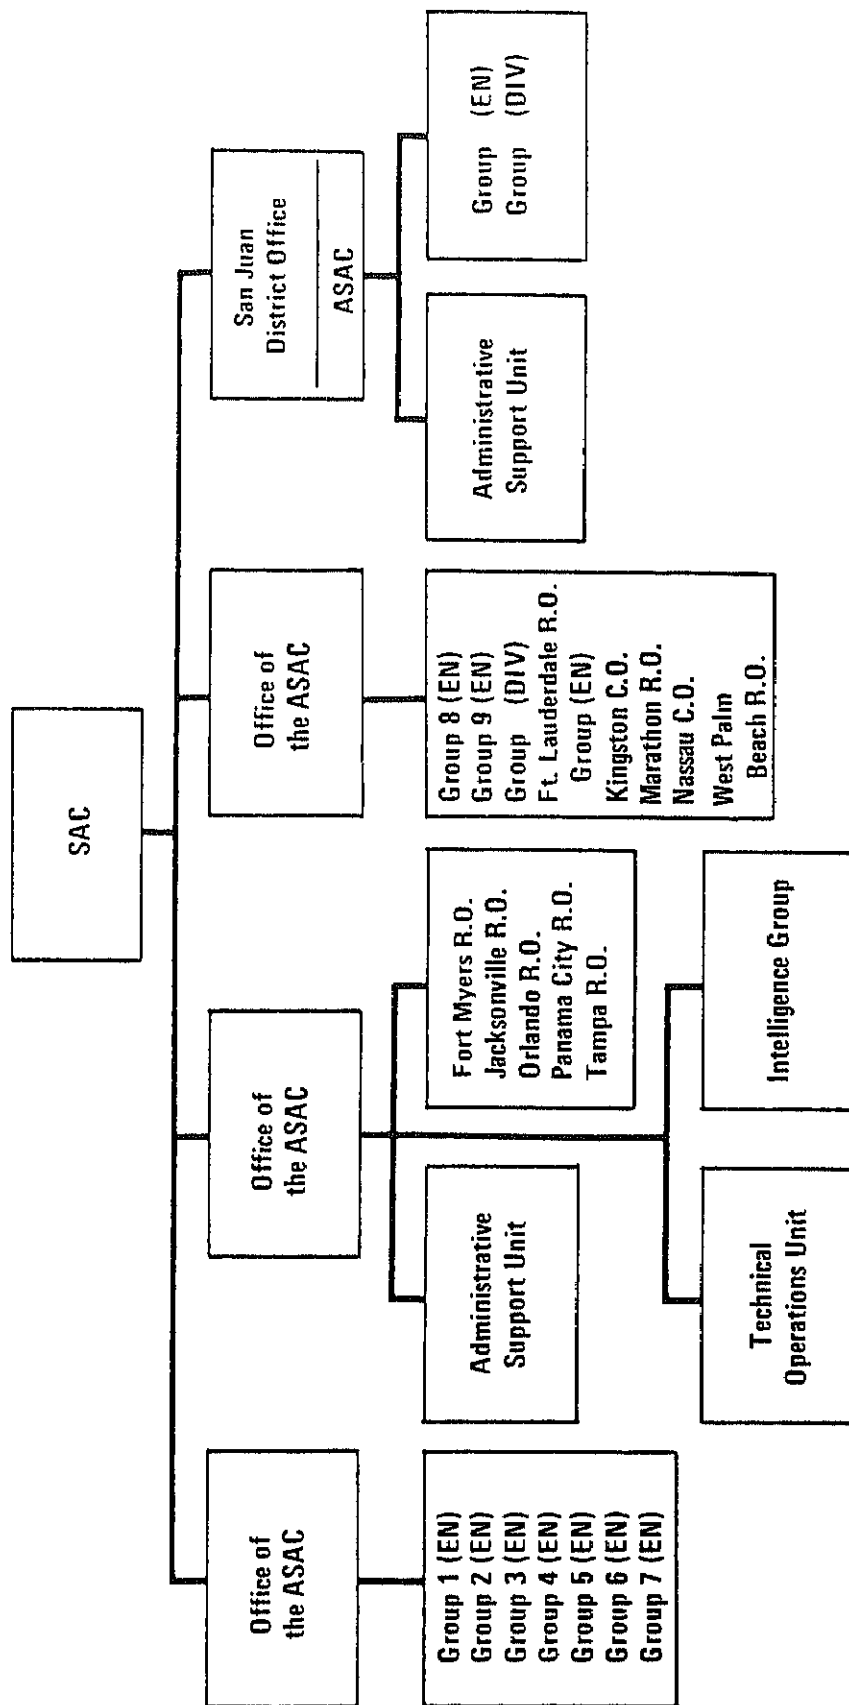 SAC
Office of
the ASAC
Office of
the ASAC
Office of
the ASAC
San Juan
District Office
ASAC
Group 1 (EN)
Group 2 (EN)
Group 3 (EN)
Group 4 (EN)
Group 5 (EN)
Group 6 (EN)
Group 7 (EN)
Administrative
Support Unit
Fort Myers R.O.
Jacksonville R.O.
Orlando R.O.
Panama City R.O.
Tampa R.O.
Group 8 (EN)
Group 9 (EN)
Group (DIV)
Ft. Lauderdale R.O.
Group (EN)
Kingston C.O.
Marathon R.O.
Nassau C.O.
West Palm
Beach R.O.
Administrative
Support Unit
Group (EN)
Group (DIV)
Technical
Operations Unit
Intelligence Group